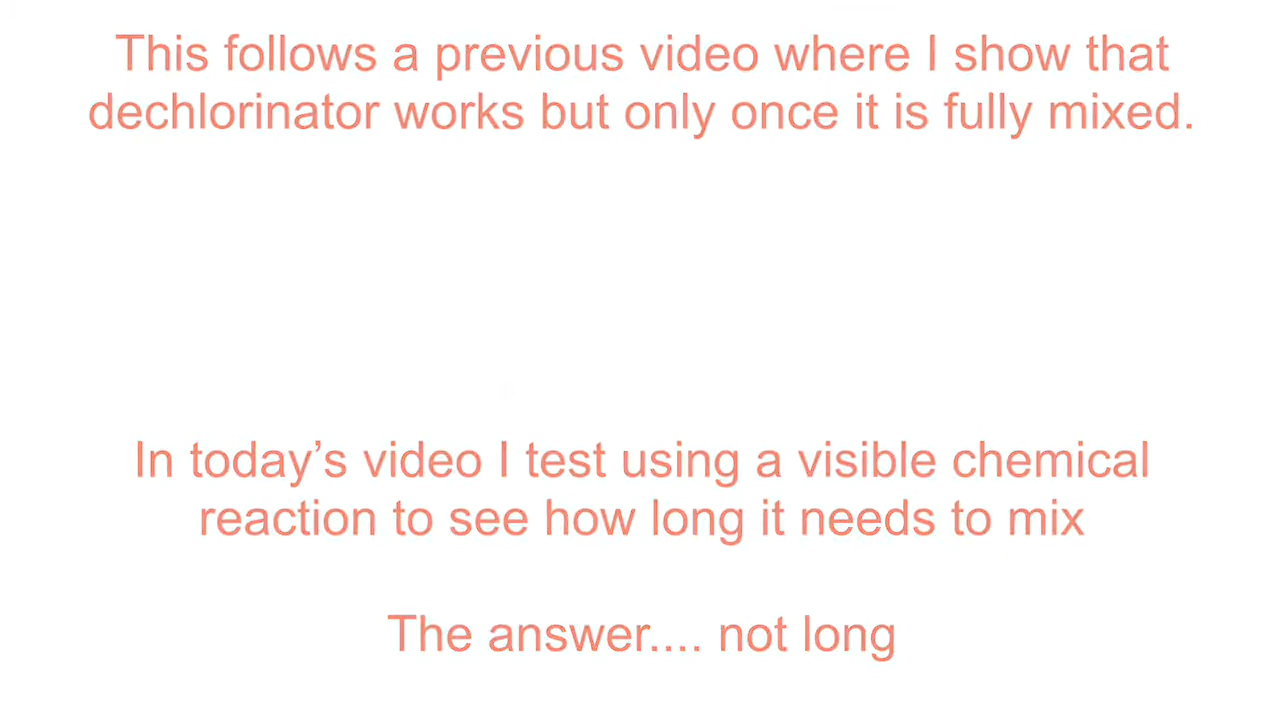 This follows a previous video where I show that
dechlorinator works but only once it is fully mixed.
In today’s video I test using a visible chemical
reaction to see how long it needs to mix
The answer.... not long